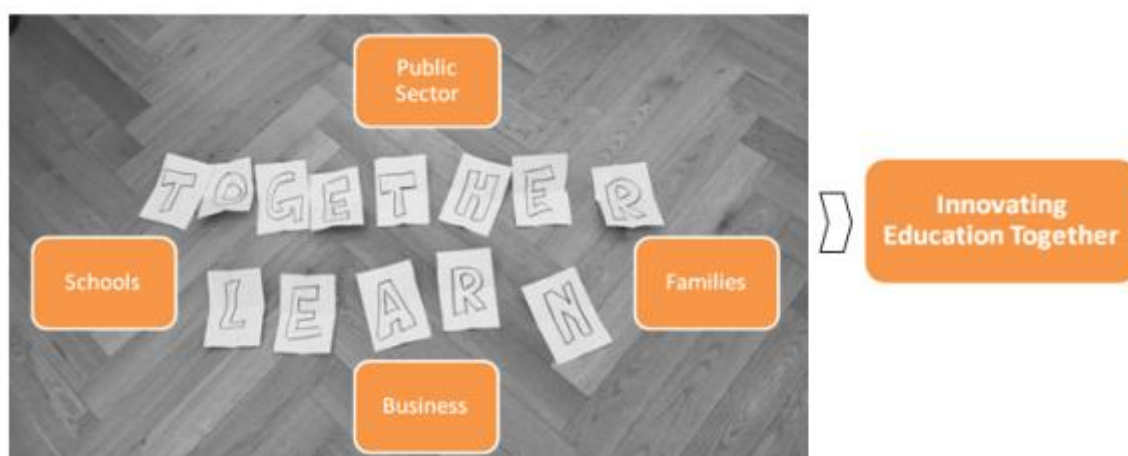 Public
Sector
TOGETHER
Schools
LEARN
Families
Business
Innovating
Education Together